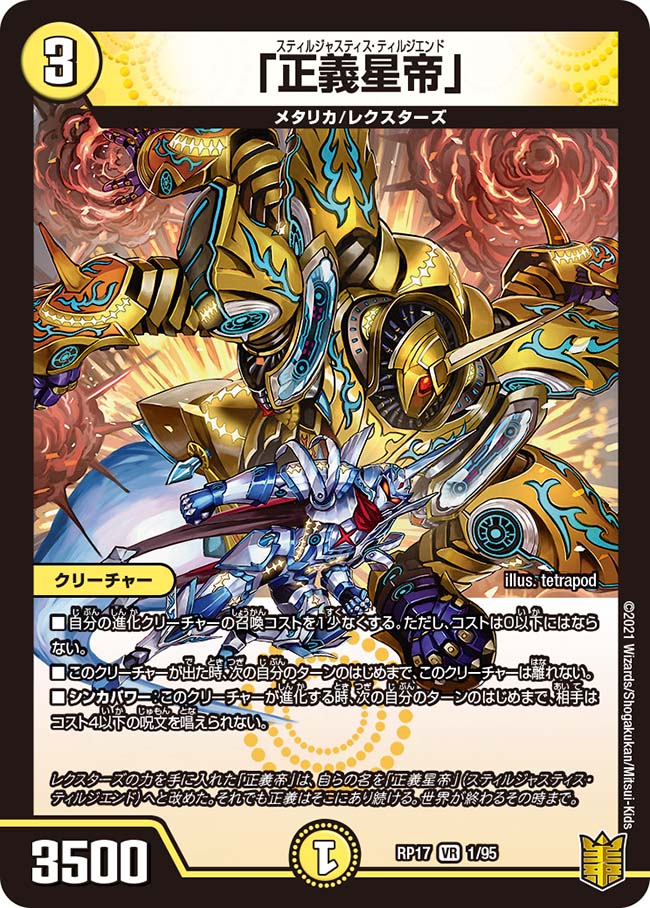 3
スティルジャスティス・ティルジエンド
「正義星帝」
メタリカ/レクスターズ
クリーチャー
illus. tetrapod
■自分の進化クリーチャーの召喚コストを1少なくする。ただし、コストは0以下にはなら
ない。
■このクリーチャーが出た時、次の自分のターンのはじめまで、このクリーチャーは離れない。
■シンカパワー：このクリーチャーが進化する時、次の自分のターンのはじめまで、相手は
コスト4以下の呪文を唱えられない。
レクスターズの力を手に入れた「正義帝」は、自らの名を「正義星帝」（スティルジャスティス・
ティルジエンド）へと改めた。それでも正義はそこにあり続ける。世界が終わるその時まで。
©2021 Wizards/Shogakukan/Mitsui-Kids
3500
1
RP17 VR 1/95